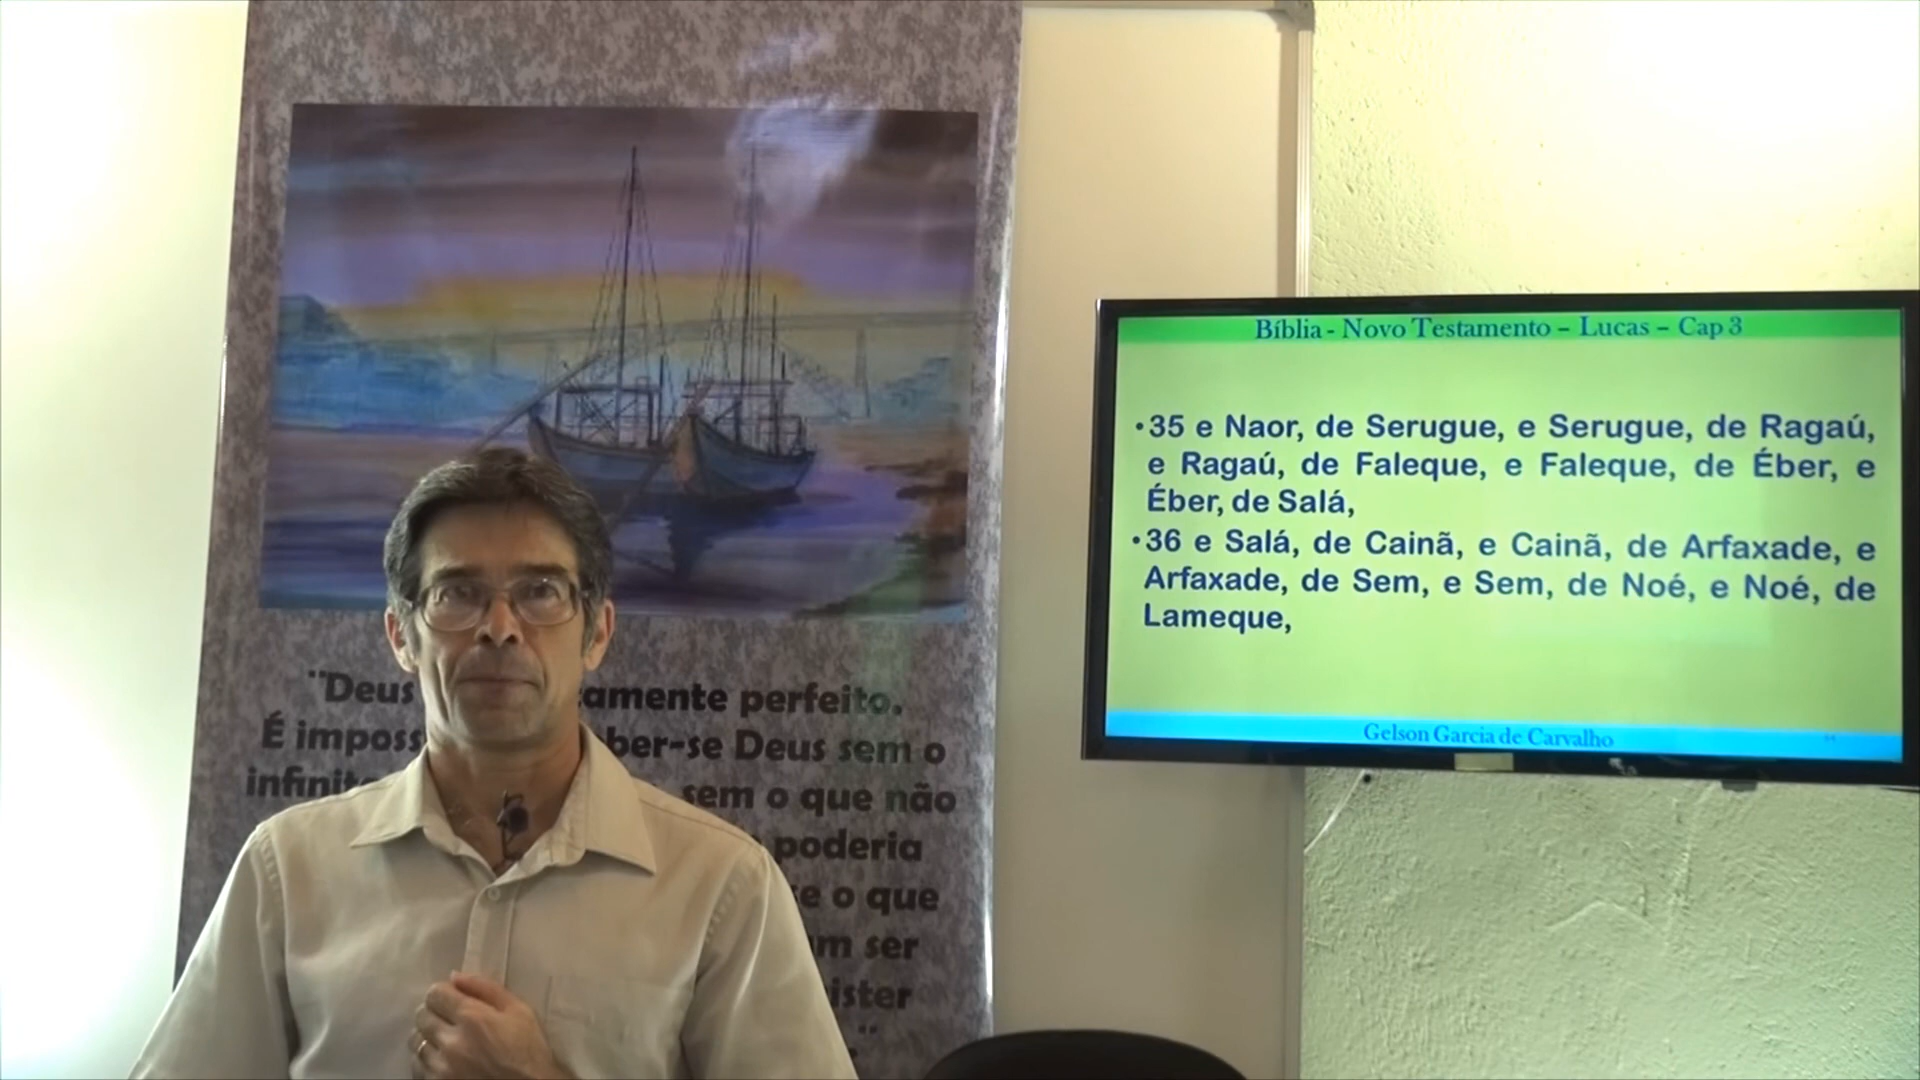 ¨Deus camente perfeito.
É imposs ber-se Deus sem o
infinit sem o que não
poderia
e o que
m ser
ister
¨
Bíblia - Novo Testamento – Lucas – Cap 3
•35 e Naor, de Serugue, e Serugue, de Ragaú,
e Ragaú, de Faleque, e Faleque, de Éber, e
Éber, de Salá,
•36 e Salá, de Cainã, e Cainã, de Arfaxade, e
Arfaxade, de Sem, e Sem, de Noé, e Noé, de
Lameque,
Gelson Garcia de Carvalho